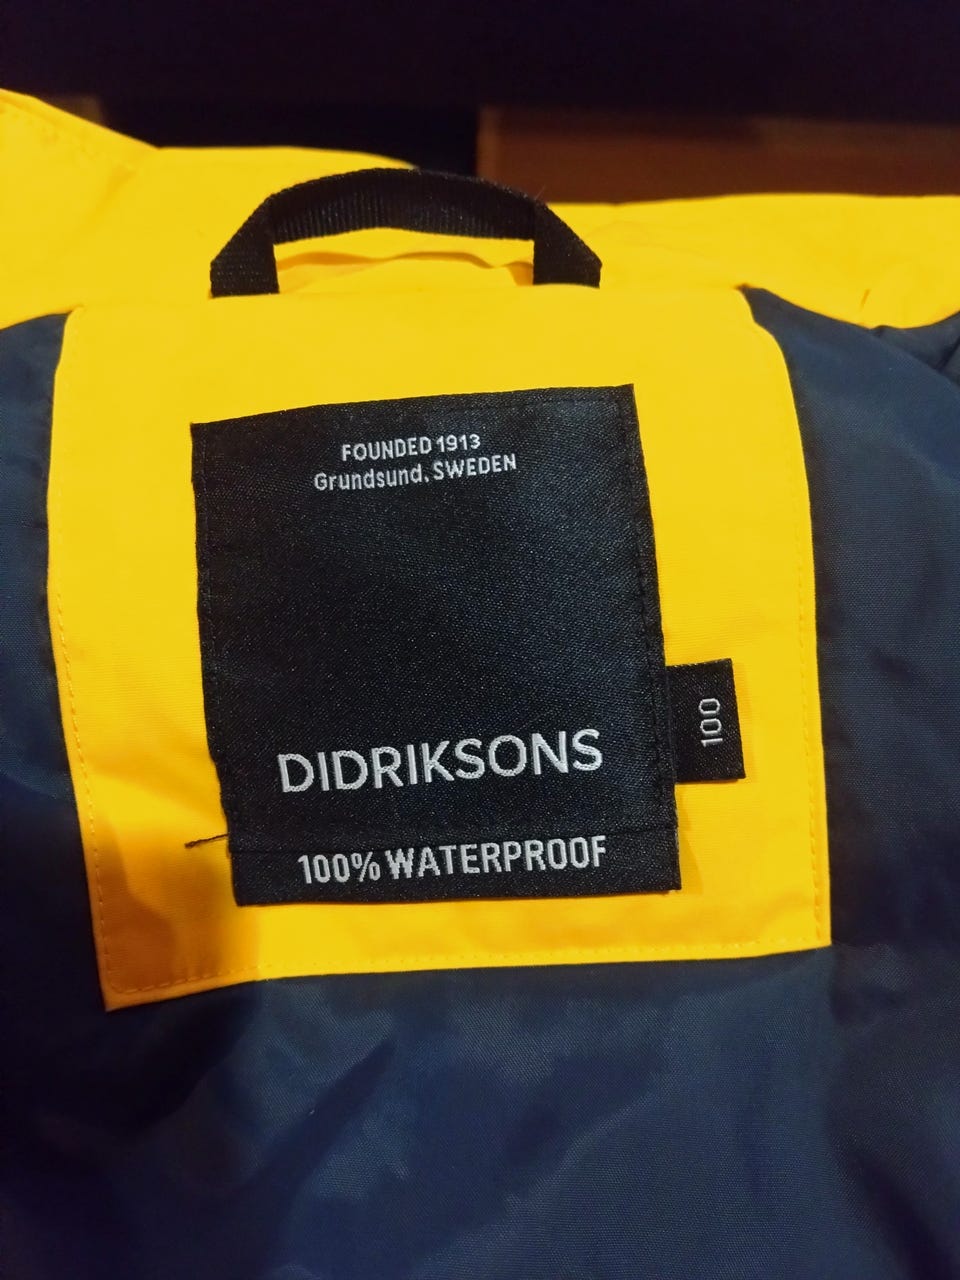 FOUNDED 1913
Grundsund, SWEDEN
DIDRIKSONS
100
100% WATERPROOF